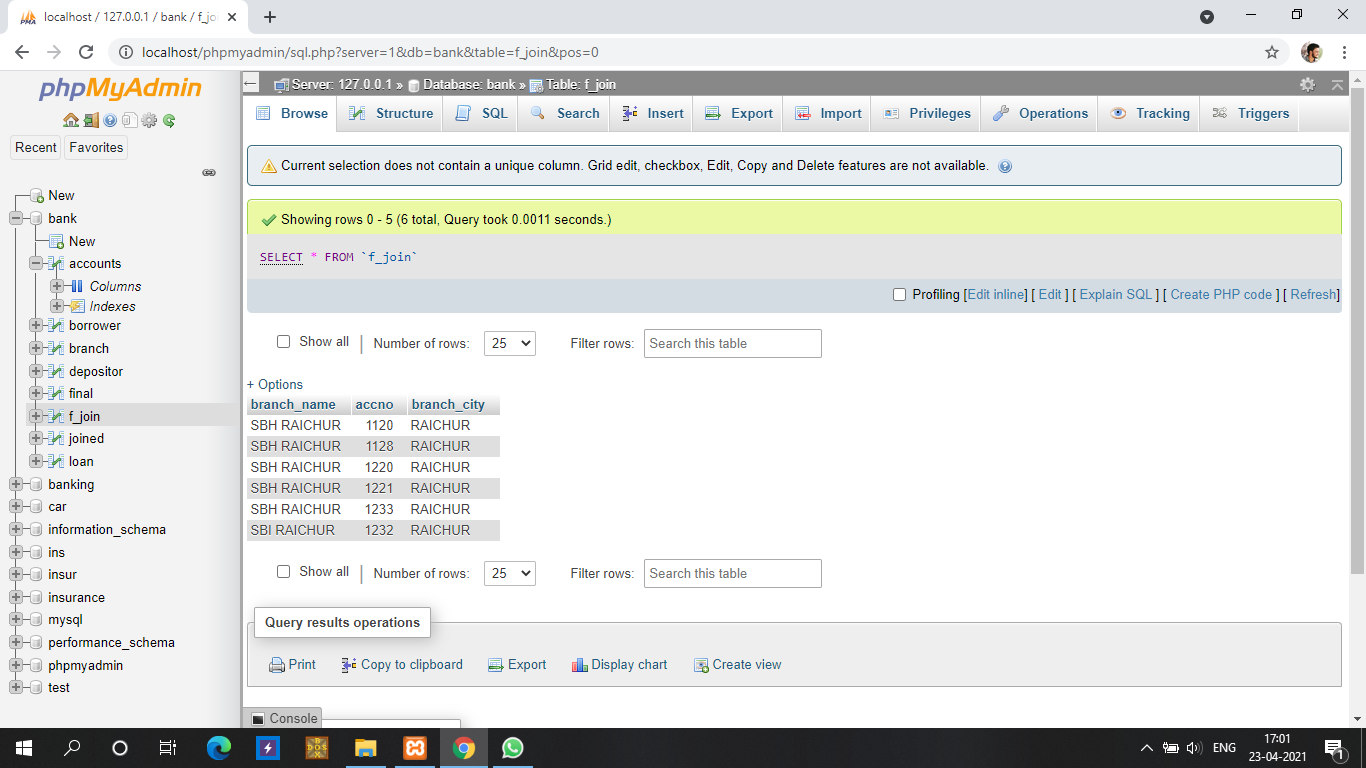 localhost / 127.0.0.1 / bank / f_jo
localhost/phpmyadmin/sql.php?server=1&db=bank&table=f_join&pos=0
phpMyAdmin
Recent
Favorites
New
bank
New
accounts
Columns
Indexes
borrower
branch
depositor
final
f_join
joined
loan
banking
car
information_schema
ins
insur
insurance
mysql
performance_schema
phpmyadmin
test
Server: 127.0.0.1 » Database: bank » Table: f_join
Browse Structure SQL Search Insert Export Import Privileges Operations Tracking Triggers
Current selection does not contain a unique column. Grid edit, checkbox, Edit, Copy and Delete features are not available.
Showing rows 0 - 5 (6 total, Query took 0.0011 seconds.)
SELECT * FROM `f_join`
Profiling [Edit inline] [ Edit ] [ Explain SQL ] [ Create PHP code ] [ Refresh]
Show all | Number of rows: 25 Filter rows: Search this table
+ Options
branch_name accno branch_city
SBH RAICHUR 1120 RAICHUR
SBH RAICHUR 1128 RAICHUR
SBH RAICHUR 1220 RAICHUR
SBH RAICHUR 1221 RAICHUR
SBH RAICHUR 1233 RAICHUR
SBI RAICHUR 1232 RAICHUR
Show all | Number of rows: 25 Filter rows: Search this table
Query results operations
Print Copy to clipboard Export Display chart Create view
Console
ENG
17:01
23-04-2021
1